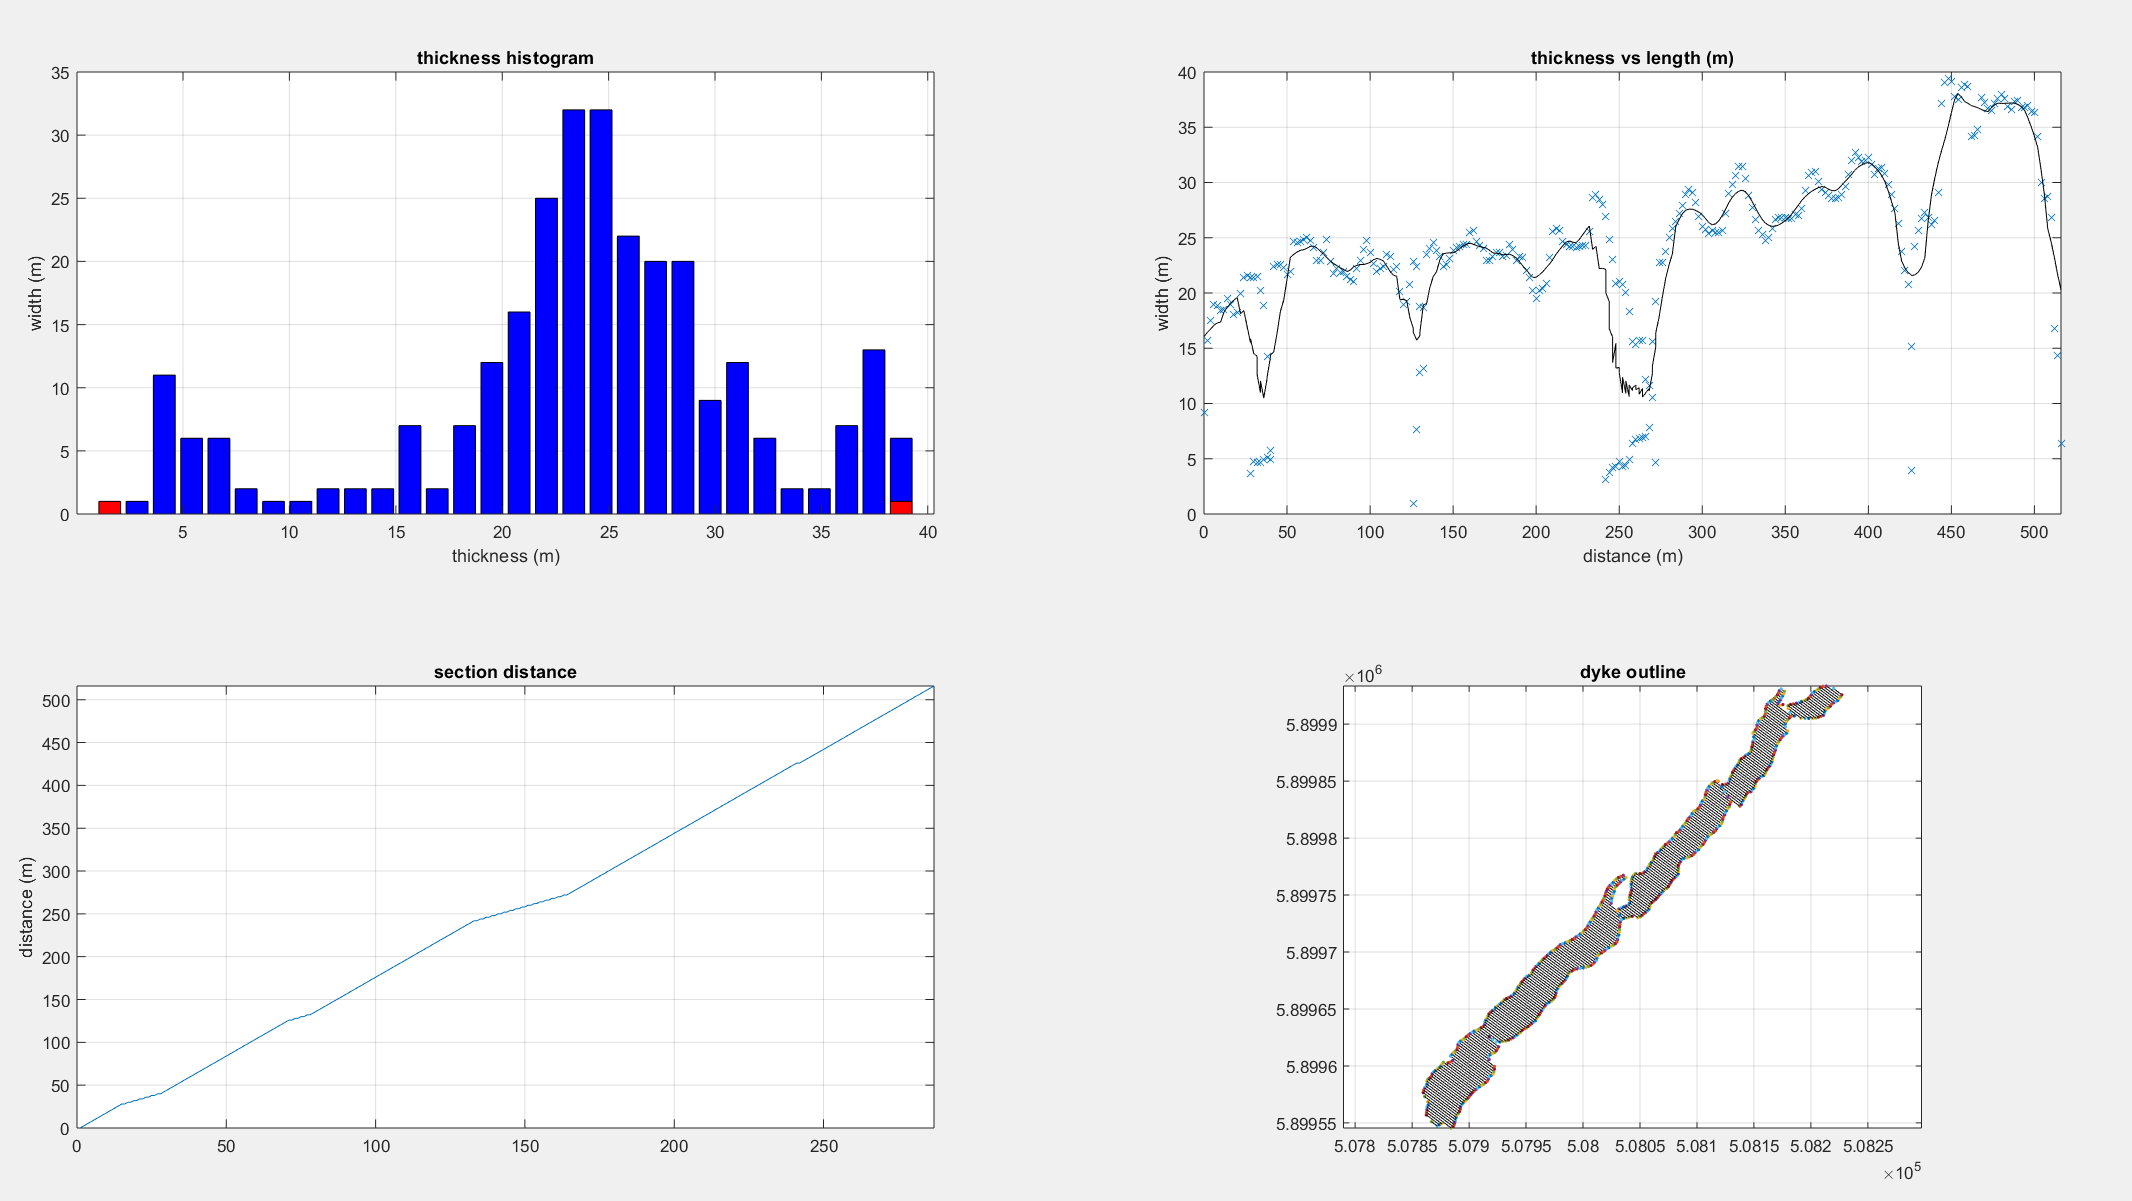 thickness histogram
35
30
25
20
15
10
5
0
width (m)
5 10 15 20 25 30 35 40
thickness (m)
thickness vs length (m)
40
35
30
25
20
15
10
5
0
width (m)
0 50 100 150 200 250 300 350 400 450 500
distance (m)
section distance
500
450
400
350
300
250
200
150
100
50
0
distance (m)
0 50 100 150 200 250
×10⁶
dyke outline
5.8999
5.89985
5.8998
5.89975
5.8997
5.89965
5.8996
5.89955
5.078 5.0785 5.079 5.0795 5.08 5.0805 5.081 5.0815 5.082 5.0825
×10⁵